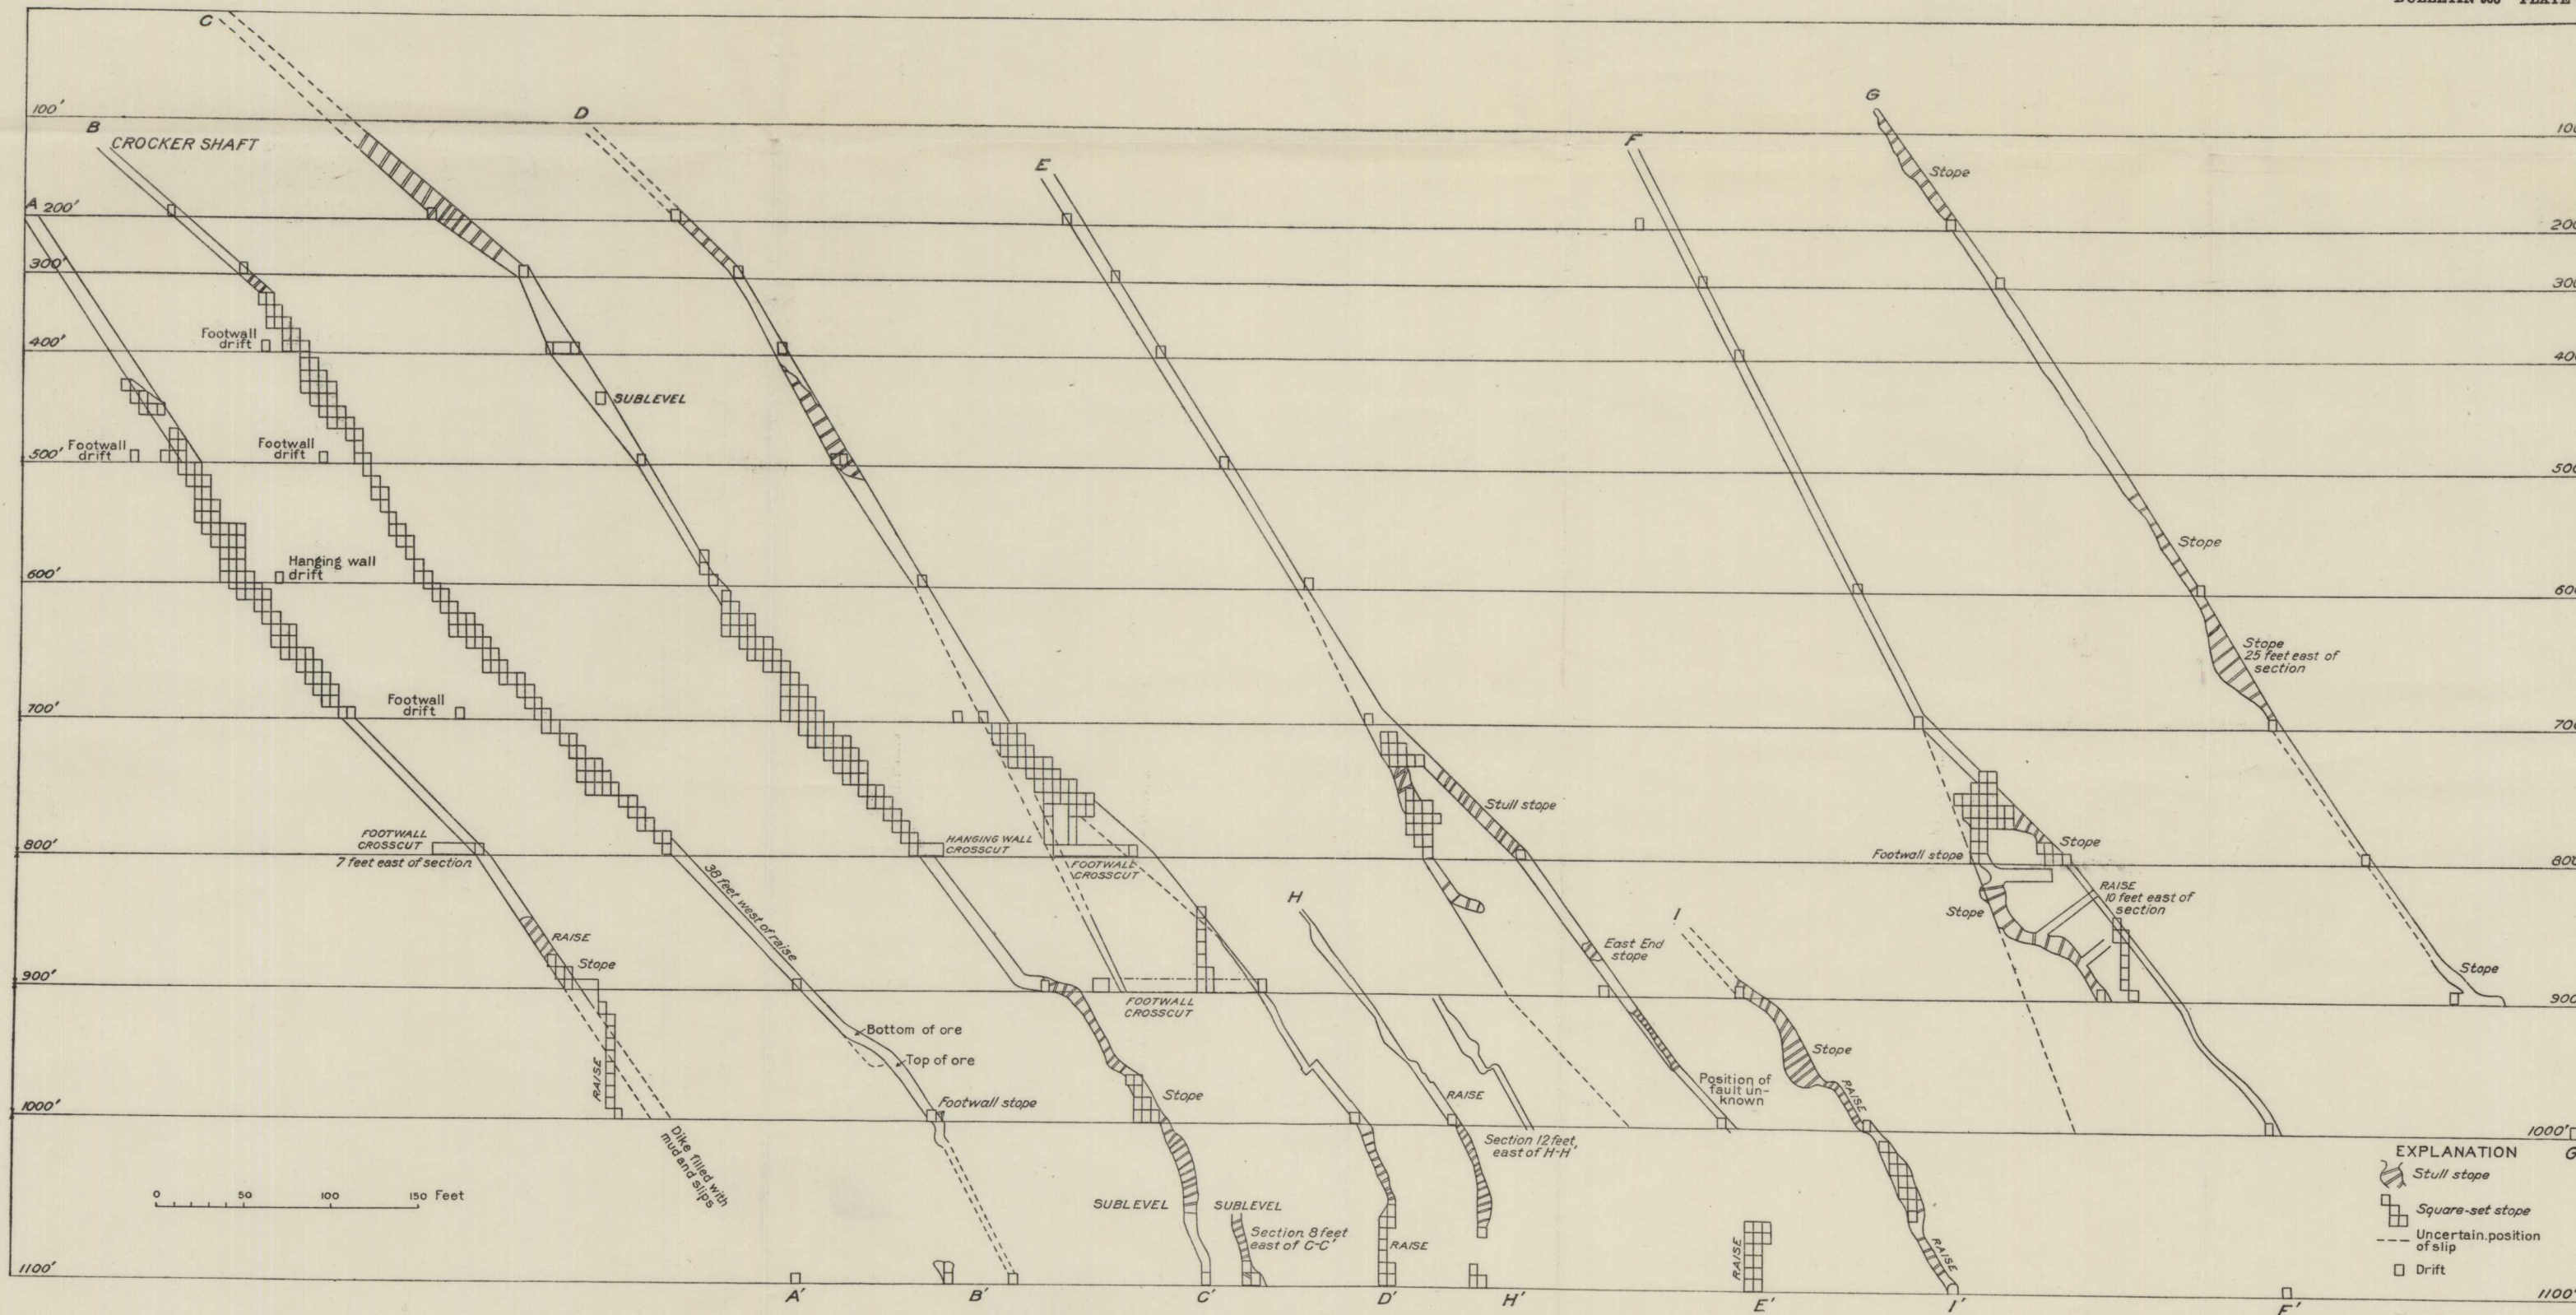 C
100'
B
CROCKER SHAFT
D
E
F
G
Stope
A 200'
300'
Footwall
drift
400'
SUBLEVEL
500'
Footwall
drift
Footwall
drift
Stope
Hanging wall
drift
600'
Stope
25 feet east of
section
Footwall
drift
700'
Stull stope
FOOTWALL
CROSSCUT
7 feet east of section
HANGING WALL
CROSSCUT
FOOTWALL
CROSSCUT
Footwall stope
Stope
800'
38 feet west of raise
H
I
RAISE
10 feet east of
section
Stope
RAISE
Stope
East End
stope
Stope
900'
FOOTWALL
CROSSCUT
Bottom of ore
Top of ore
Stope
RAISE
RAISE
RAISE
Position of
fault un-
known
Stope
Footwall stope
1000'
1000'
Section 12 feet,
east of H-H'
Dike filled with
mud and slips
0 50 100 150 Feet
SUBLEVEL
SUBLEVEL
Section 8 feet
east of C-C'
RAISE
RAISE
RAISE
EXPLANATION
Stull stope
Square-set stope
Uncertain position
of slip
Drift
1100'
1100'
A'
B'
C'
D'
H'
E'
I'
F'